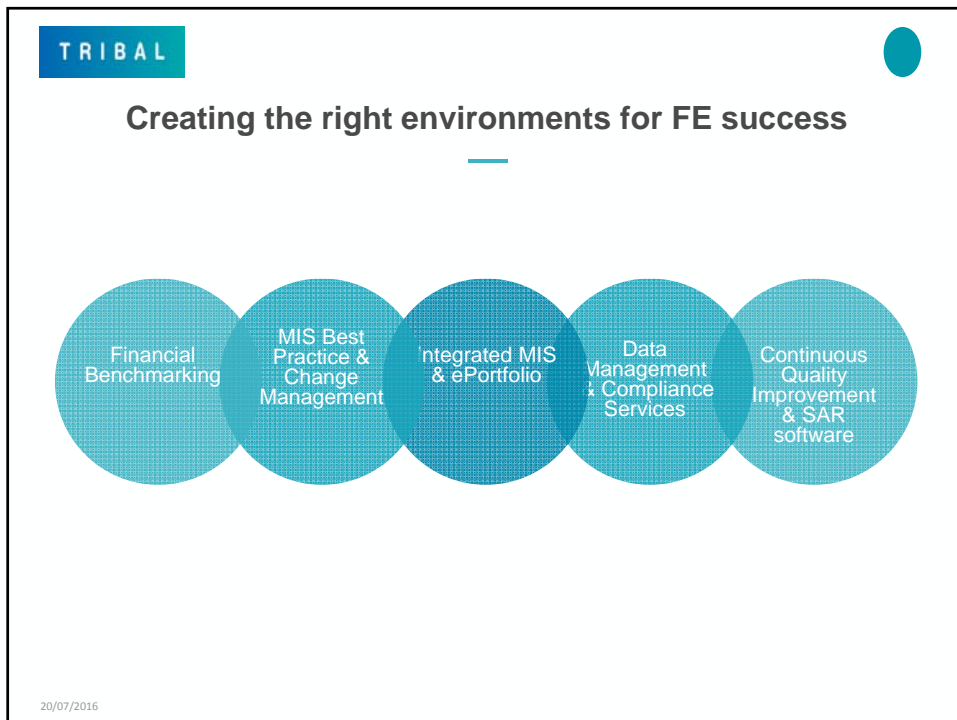 TRIBAL
Creating the right environments for FE success
Financial
Benchmarking
MIS Best
Practice &
Change
Management
Integrated MIS
& ePortfolio
Data
Management
& Compliance
Services
Continuous
Quality
Improvement
& SAR
software
20/07/2016